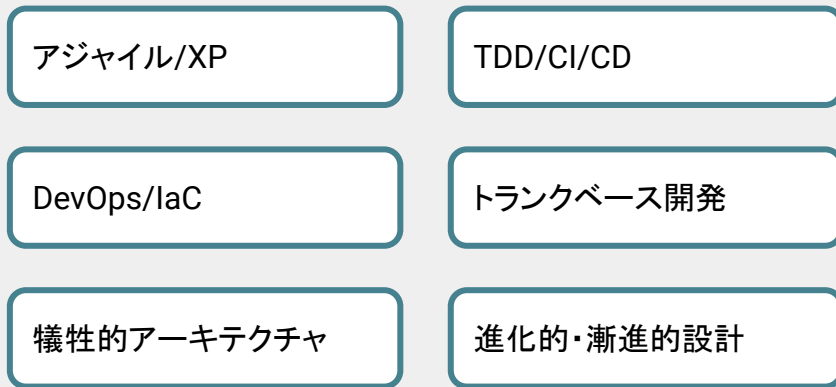 アジャイル/XP
TDD/CI/CD
DevOps/IaC
トランクベース開発
犠牲的アーキテクチャ
進化的・漸進的設計